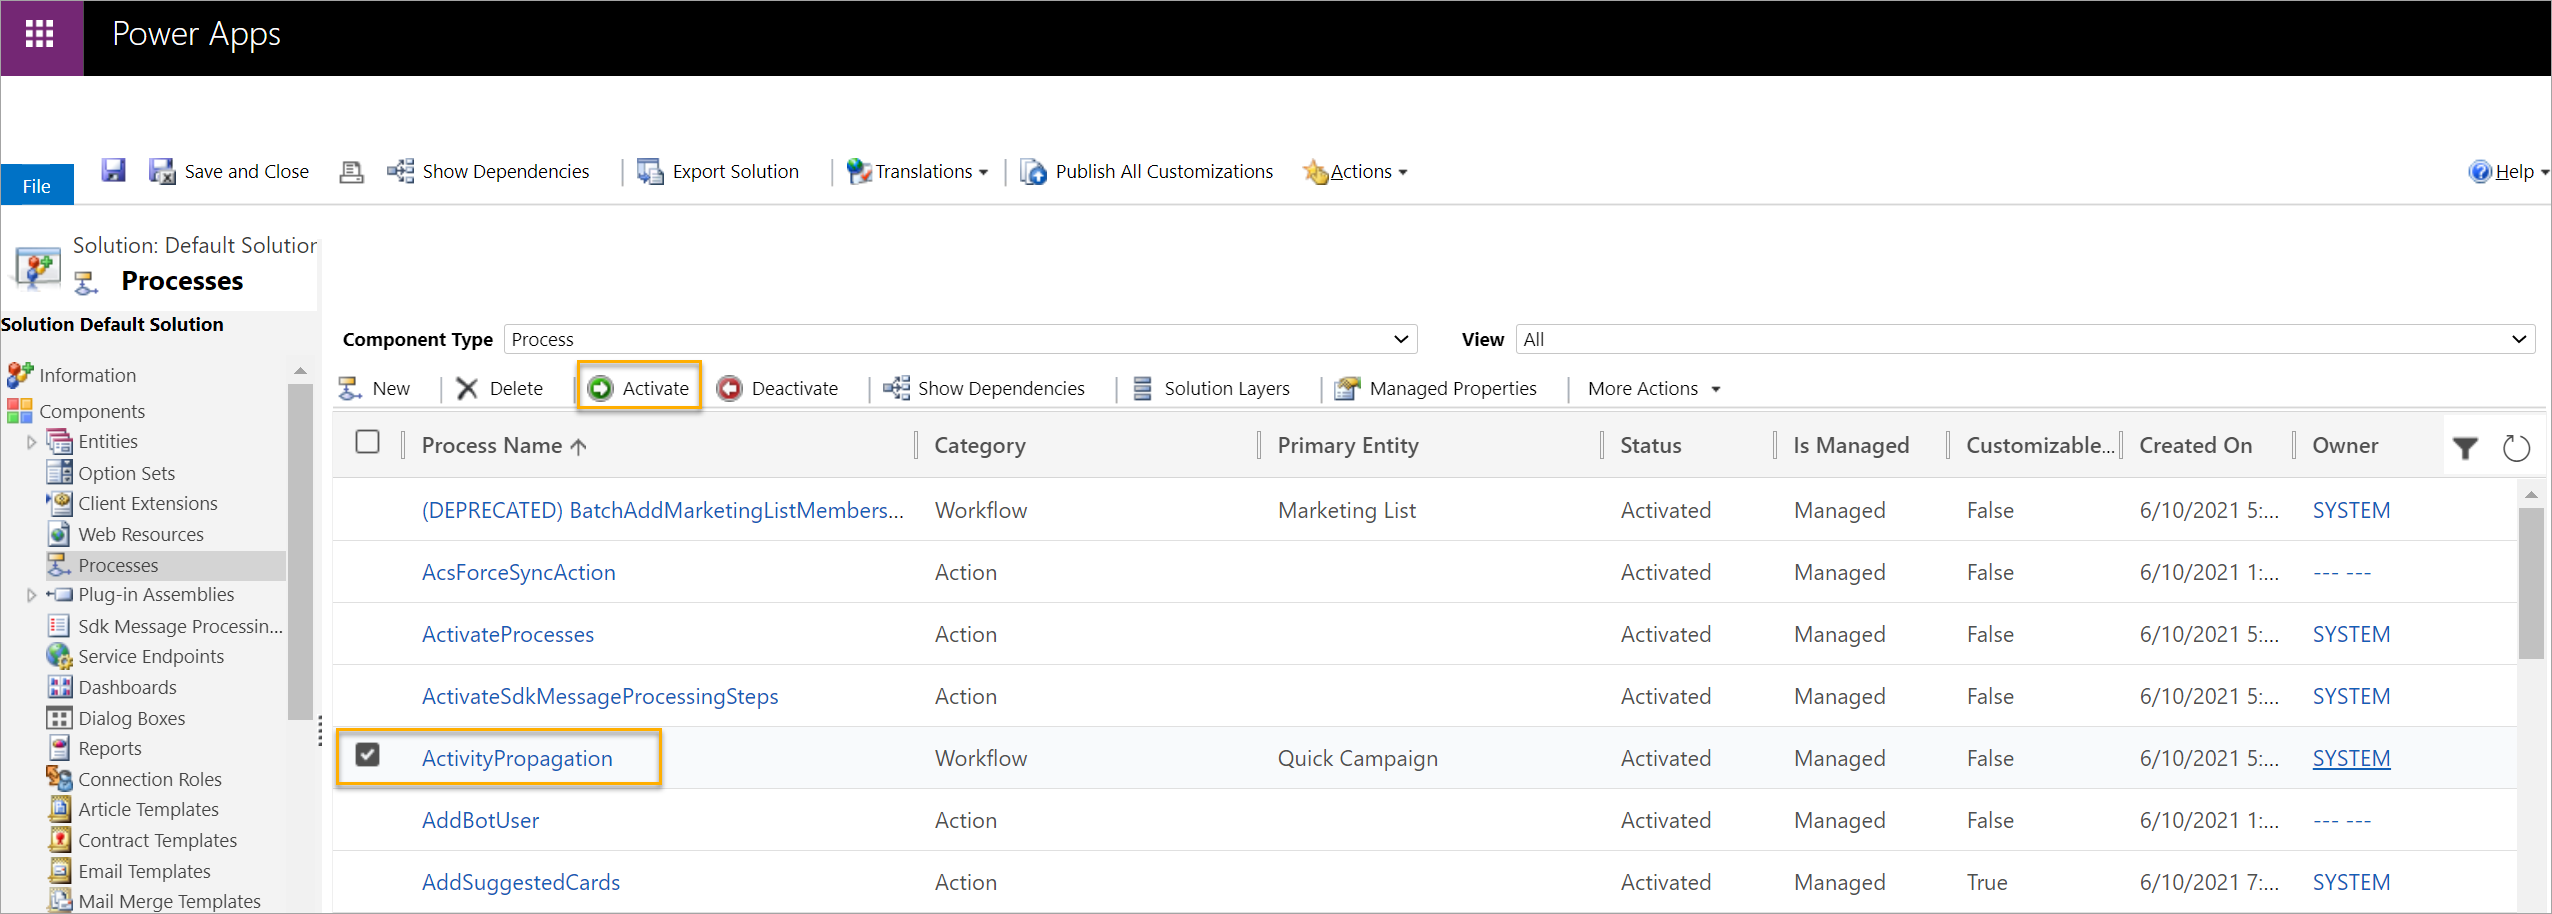 Power Apps
File Save and Close Show Dependencies Export Solution Translations Publish All Customizations Actions Help
Solution: Default Solution
Processes
Solution Default Solution
Component Type Process View All
New Delete Activate Deactivate Show Dependencies Solution Layers Managed Properties More Actions
Information
Components
Entities
Option Sets
Client Extensions
Web Resources
Processes
Plug-in Assemblies
Sdk Message Processin...
Service Endpoints
Dashboards
Dialog Boxes
Reports
Connection Roles
Article Templates
Contract Templates
Email Templates
Mail Merge Templates
Process Name Category Primary Entity Status Is Managed Customizable... Created On Owner
(DEPRECATED) BatchAddMarketingListMembers... Workflow Marketing List Activated Managed False 6/10/2021 5:... SYSTEM
AcsForceSyncAction Action Activated Managed False 6/10/2021 1:... --- ---
ActivateProcesses Action Activated Managed False 6/10/2021 5:... SYSTEM
ActivateSdkMessageProcessingSteps Action Activated Managed False 6/10/2021 5:... SYSTEM
ActivityPropagation Workflow Quick Campaign Activated Managed False 6/10/2021 5:... SYSTEM
AddBotUser Action Activated Managed False 6/10/2021 1:... --- ---
AddSuggestedCards Action Activated Managed True 6/10/2021 7:... SYSTEM